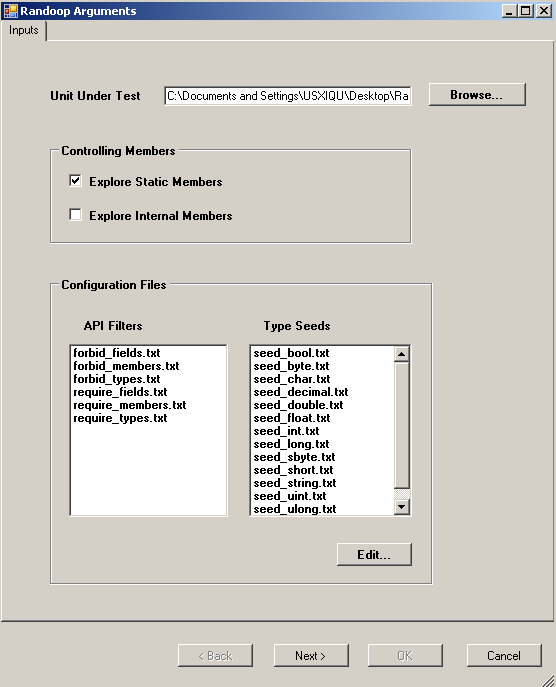 Randoop Arguments
Inputs
Unit Under Test C:\Documents and Settings\USXIQU\Desktop\Ra Browse...
Controlling Members
Explore Static Members
Explore Internal Members
Configuration Files
API Filters
forbid_fields.txt
forbid_members.txt
forbid_types.txt
require_fields.txt
require_members.txt
require_types.txt
Type Seeds
seed_bool.txt
seed_byte.txt
seed_char.txt
seed_decimal.txt
seed_double.txt
seed_float.txt
seed_int.txt
seed_long.txt
seed_sbyte.txt
seed_short.txt
seed_string.txt
seed_uint.txt
seed_ulong.txt
Edit...
< Back Next > OK Cancel